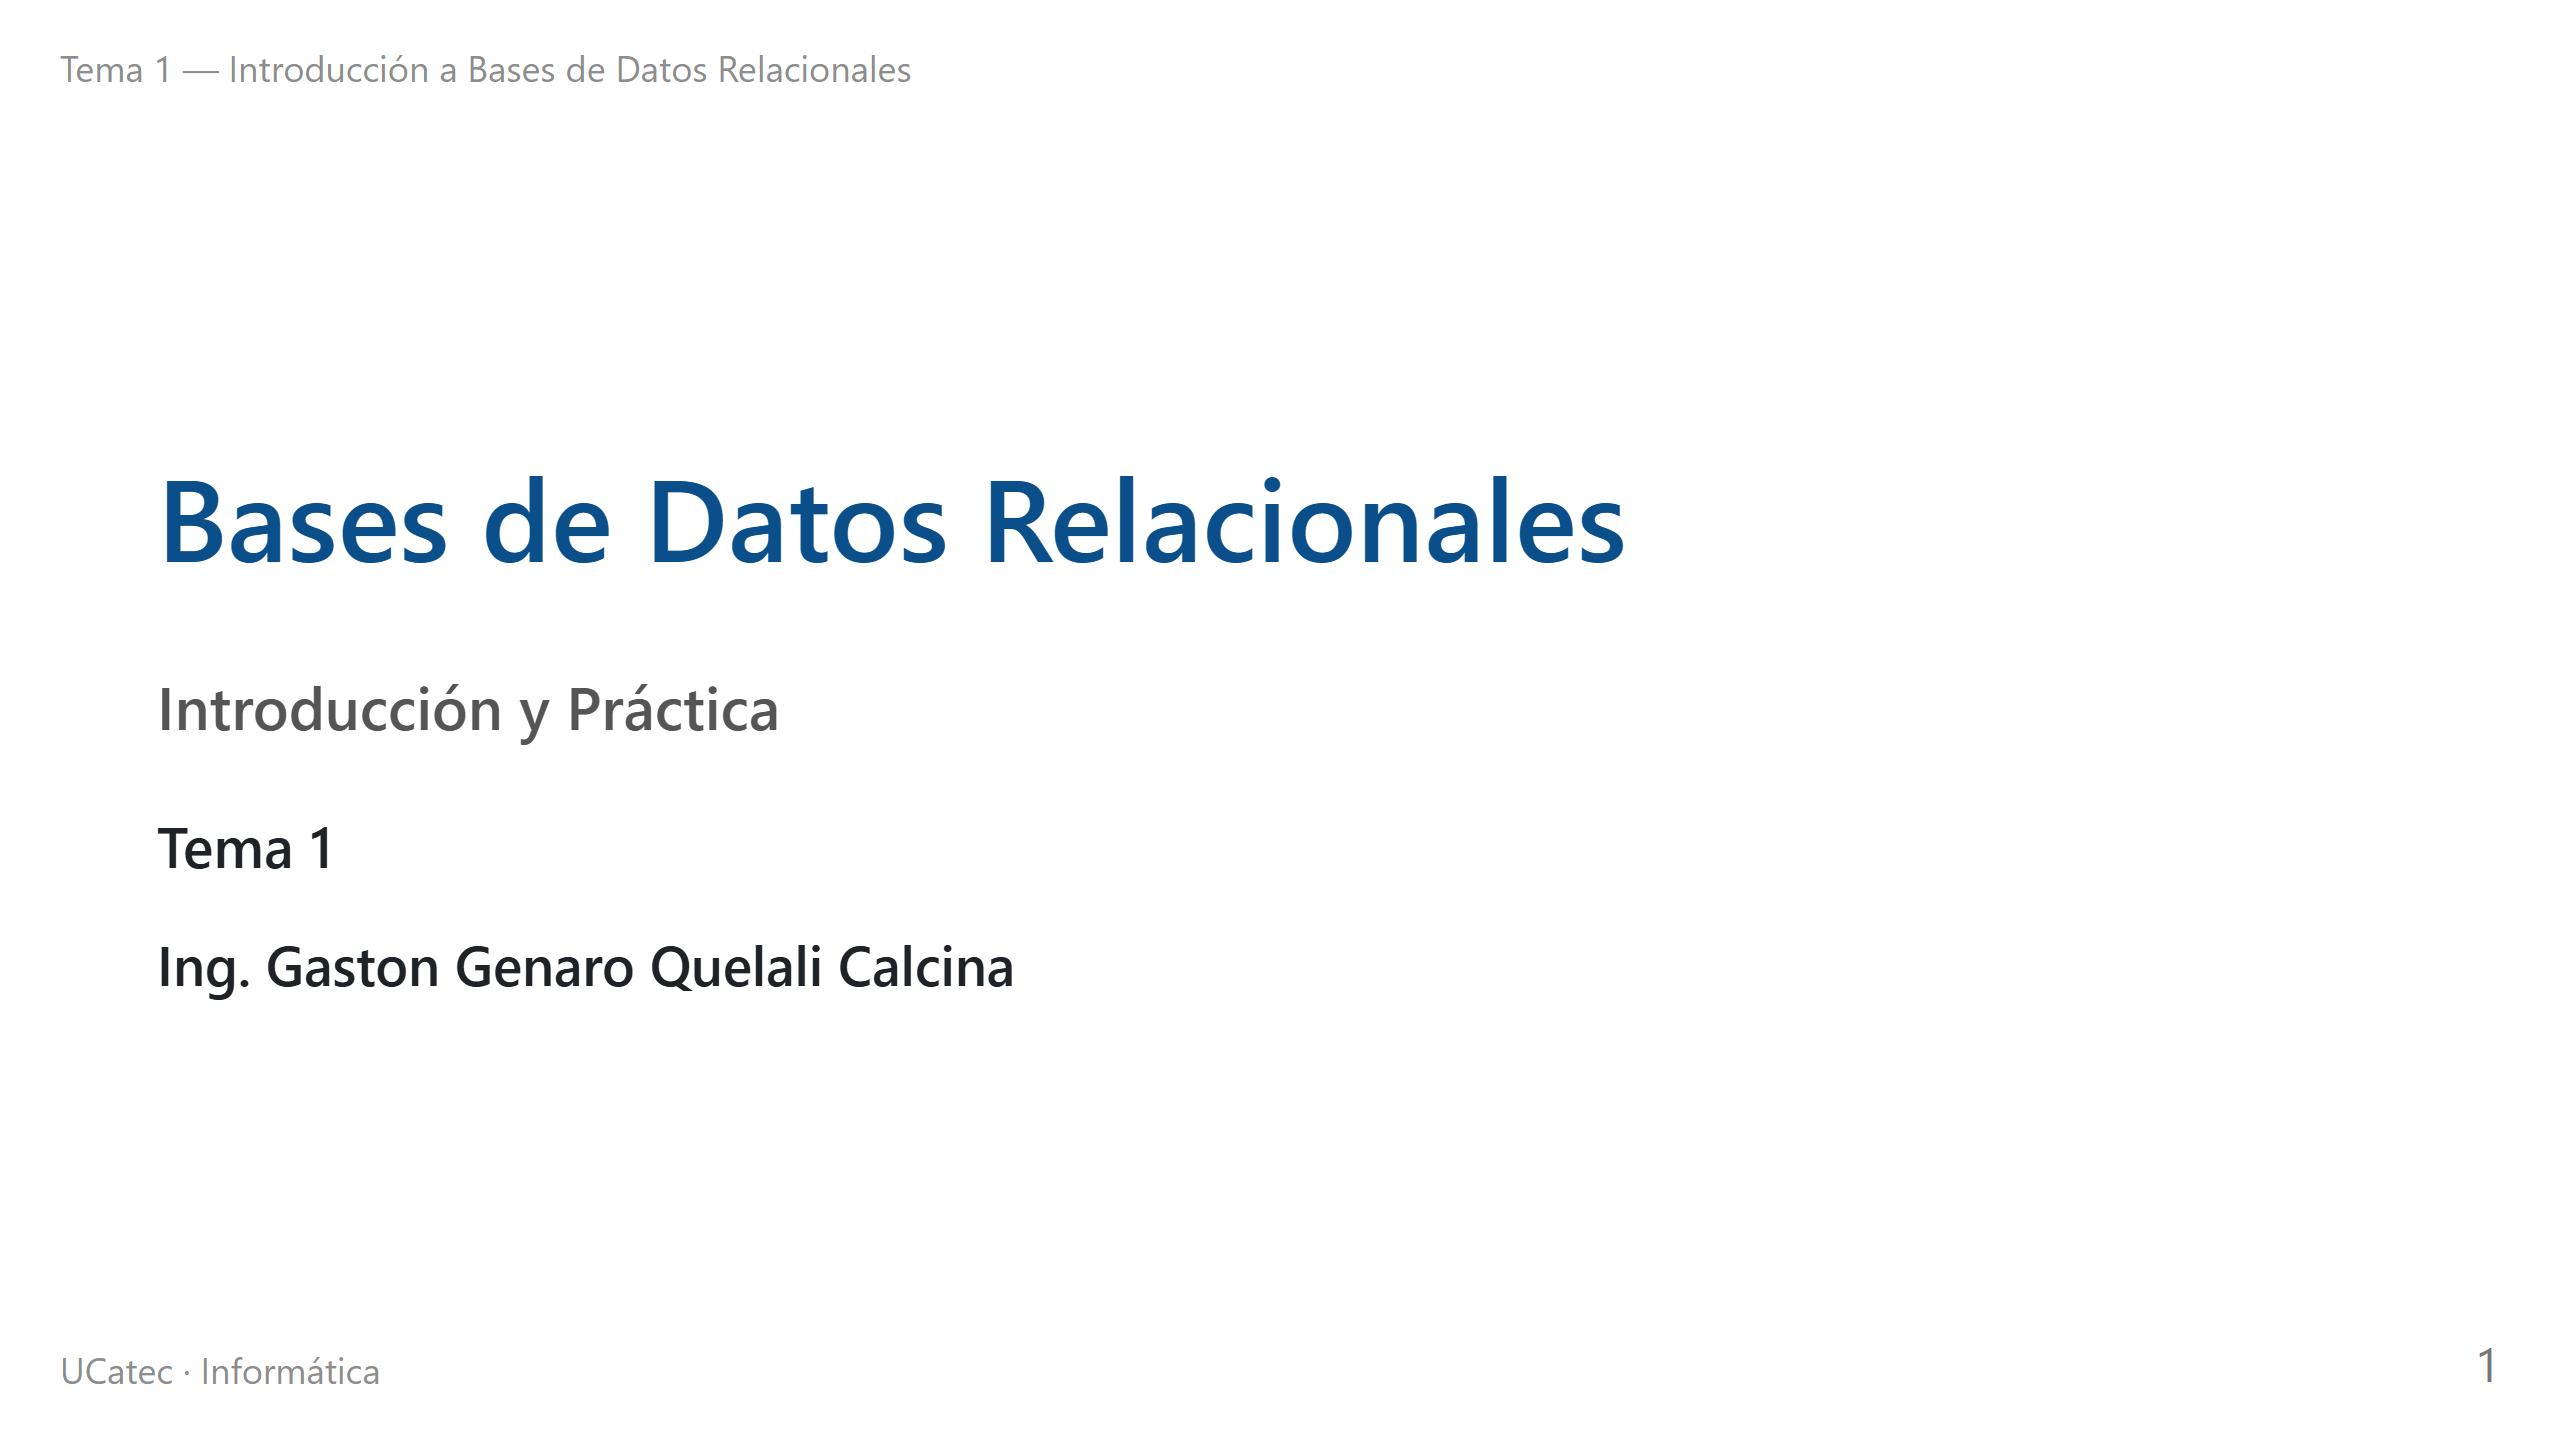 Tema 1 — Introducción a Bases de Datos Relacionales
Bases de Datos Relacionales
Introducción y Práctica
Tema 1
Ing. Gaston Genaro Quelali Calcina
UCatec · Informática
1